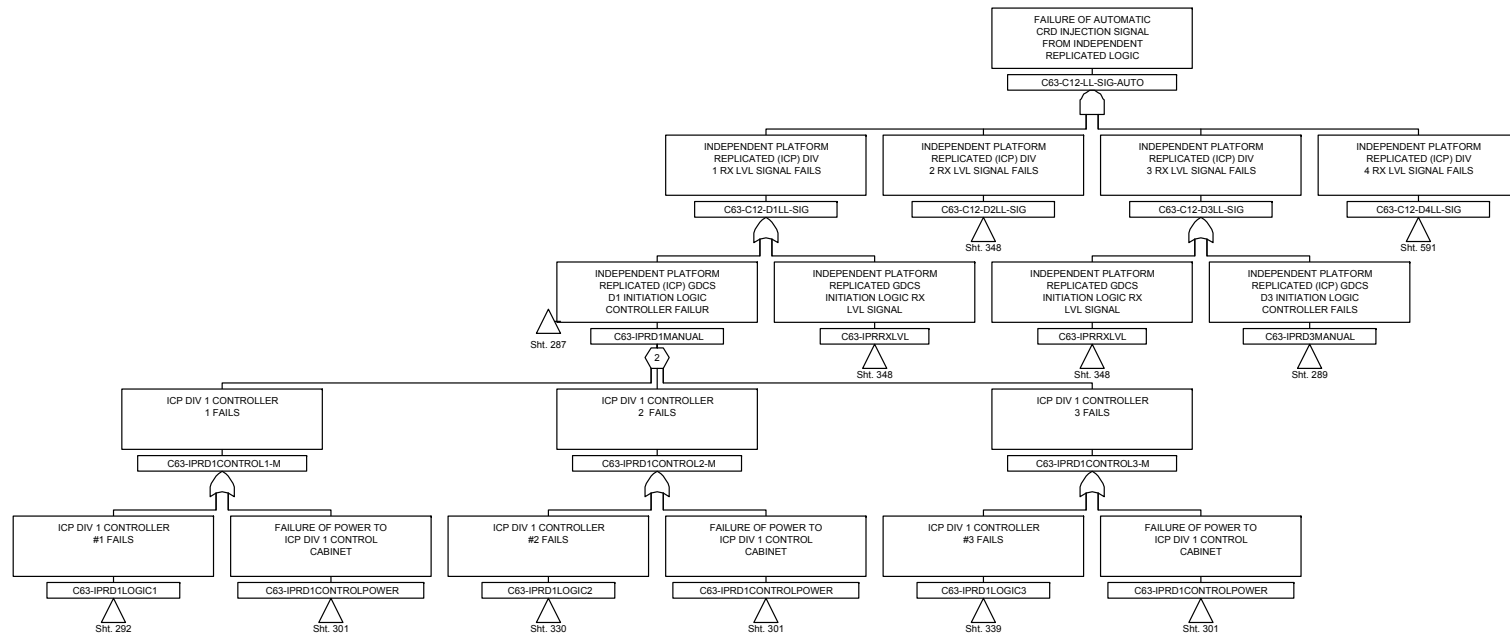 FAILURE OF AUTOMATIC
CRD INJECTION SIGNAL
FROM INDEPENDENT
REPLICATED LOGIC
C63-C12-LL-SIG-AUTO
INDEPENDENT PLATFORM
REPLICATED (ICP) DIV
1 RX LVL SIGNAL FAILS
C63-C12-D1LL-SIG
INDEPENDENT PLATFORM
REPLICATED (ICP) DIV
2 RX LVL SIGNAL FAILS
C63-C12-D2LL-SIG
Sht. 348
INDEPENDENT PLATFORM
REPLICATED (ICP) DIV
3 RX LVL SIGNAL FAILS
C63-C12-D3LL-SIG
INDEPENDENT PLATFORM
REPLICATED (ICP) DIV
4 RX LVL SIGNAL FAILS
C63-C12-D4LL-SIG
Sht. 591
Sht. 287
INDEPENDENT PLATFORM
REPLICATED (ICP) GDCS
D1 INITIATION LOGIC
CONTROLLER FAILUR
C63-IPRD1MANUAL
2
INDEPENDENT PLATFORM
REPLICATED GDCS
INITIATION LOGIC RX
LVL SIGNAL
C63-IPRRXLVL
Sht. 348
INDEPENDENT PLATFORM
REPLICATED GDCS
INITIATION LOGIC RX
LVL SIGNAL
C63-IPRRXLVL
Sht. 348
INDEPENDENT PLATFORM
REPLICATED (ICP) GDCS
D3 INITIATION LOGIC
CONTROLLER FAILS
C63-IPRD3MANUAL
Sht. 289
ICP DIV 1 CONTROLLER
1 FAILS
C63-IPRD1CONTROL1-M
ICP DIV 1 CONTROLLER
2 FAILS
C63-IPRD1CONTROL2-M
ICP DIV 1 CONTROLLER
3 FAILS
C63-IPRD1CONTROL3-M
ICP DIV 1 CONTROLLER
#1 FAILS
C63-IPRD1LOGIC1
Sht. 292
FAILURE OF POWER TO
ICP DIV 1 CONTROL
CABINET
C63-IPRD1CONTROLPOWER
Sht. 301
ICP DIV 1 CONTROLLER
#2 FAILS
C63-IPRD1LOGIC2
Sht. 330
FAILURE OF POWER TO
ICP DIV 1 CONTROL
CABINET
C63-IPRD1CONTROLPOWER
Sht. 301
ICP DIV 1 CONTROLLER
#3 FAILS
C63-IPRD1LOGIC3
Sht. 339
FAILURE OF POWER TO
ICP DIV 1 CONTROL
CABINET
C63-IPRD1CONTROLPOWER
Sht. 301